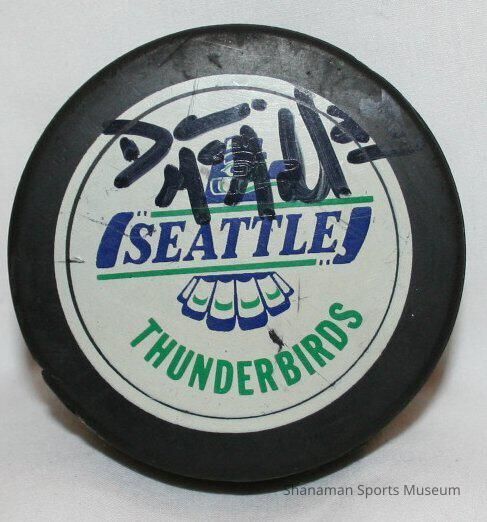 SEATTLE
THUNDERBIRDS
Shanaman Sports Museum